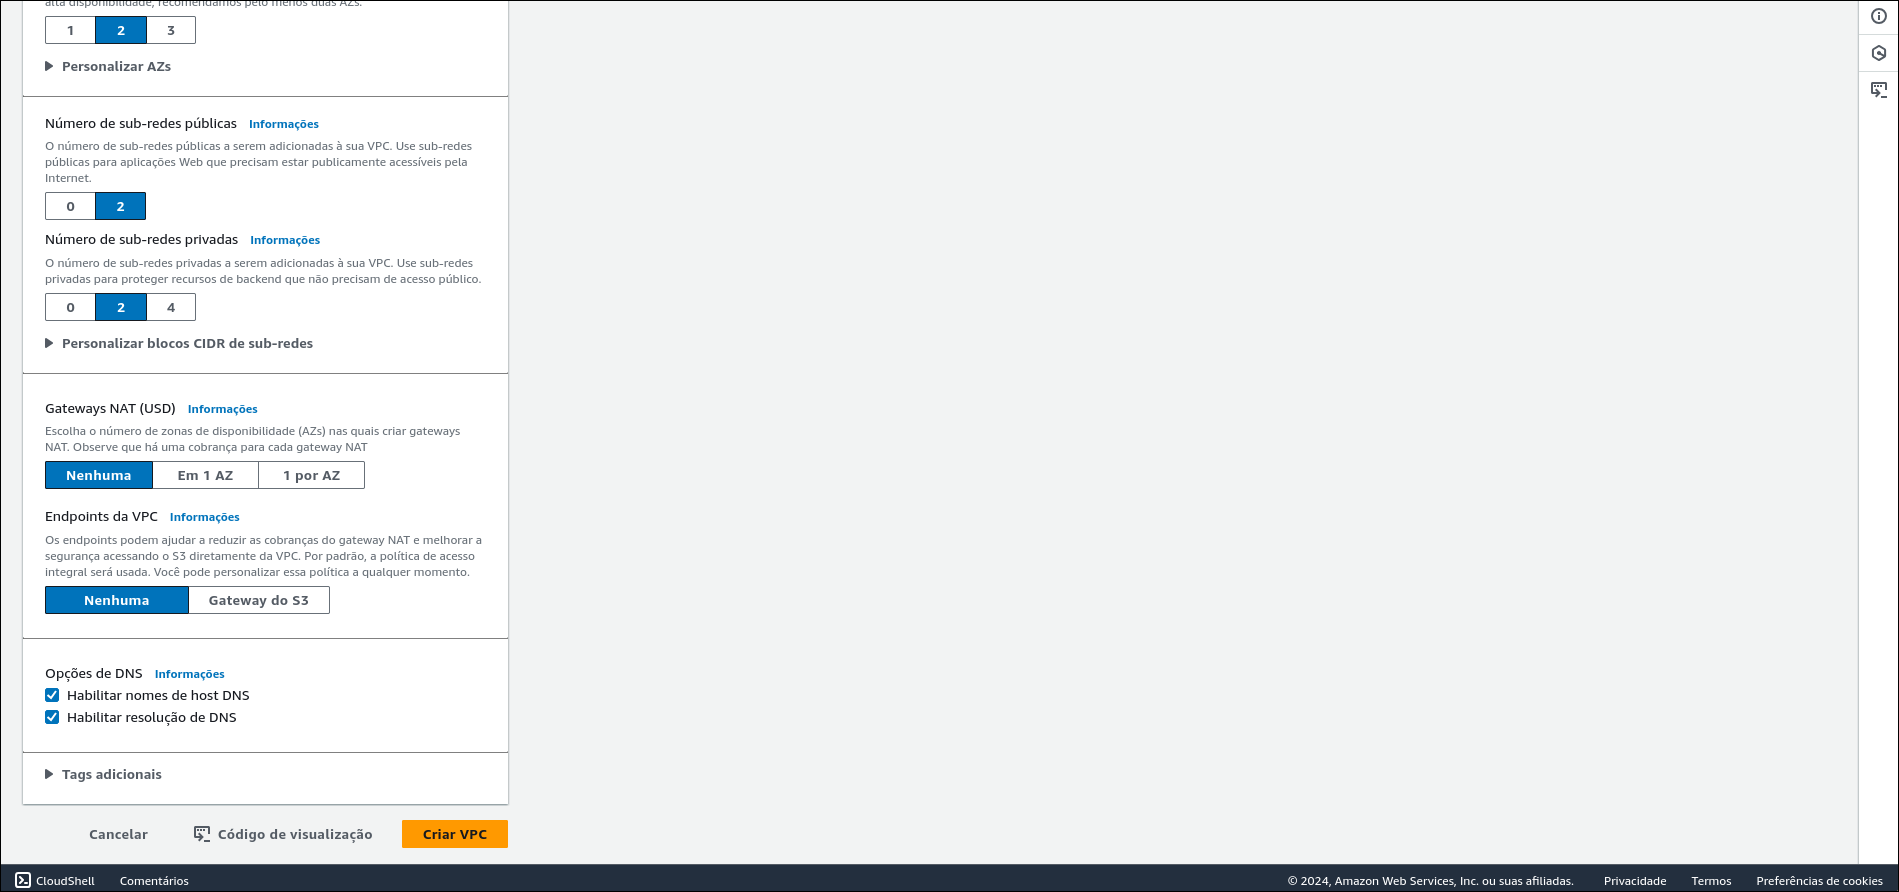 alta disponibilidade, recomendamos pelo menos duas AZs.
1 2 3
Personalizar AZs
Número de sub-redes públicas Informações
O número de sub-redes públicas a serem adicionadas à sua VPC. Use sub-redes
públicas para aplicações Web que precisam estar publicamente acessíveis pela
Internet.
0 2
Número de sub-redes privadas Informações
O número de sub-redes privadas a serem adicionadas à sua VPC. Use sub-redes
privadas para proteger recursos de backend que não precisam de acesso público.
0 2 4
Personalizar blocos CIDR de sub-redes
Gateways NAT (USD) Informações
Escolha o número de zonas de disponibilidade (AZs) nas quais criar gateways
NAT. Observe que há uma cobrança para cada gateway NAT
Nenhuma Em 1 AZ 1 por AZ
Endpoints da VPC Informações
Os endpoints podem ajudar a reduzir as cobranças do gateway NAT e melhorar a
segurança acessando o S3 diretamente da VPC. Por padrão, a política de acesso
integral será usada. Você pode personalizar essa política a qualquer momento.
Nenhuma Gateway do S3
Opções de DNS Informações
Habilitar nomes de host DNS
Habilitar resolução de DNS
Tags adicionais
Cancelar Código de visualização Criar VPC
CloudShell Comentários © 2024, Amazon Web Services, Inc. ou suas afiliadas. Privacidade Termos Preferências de cookies